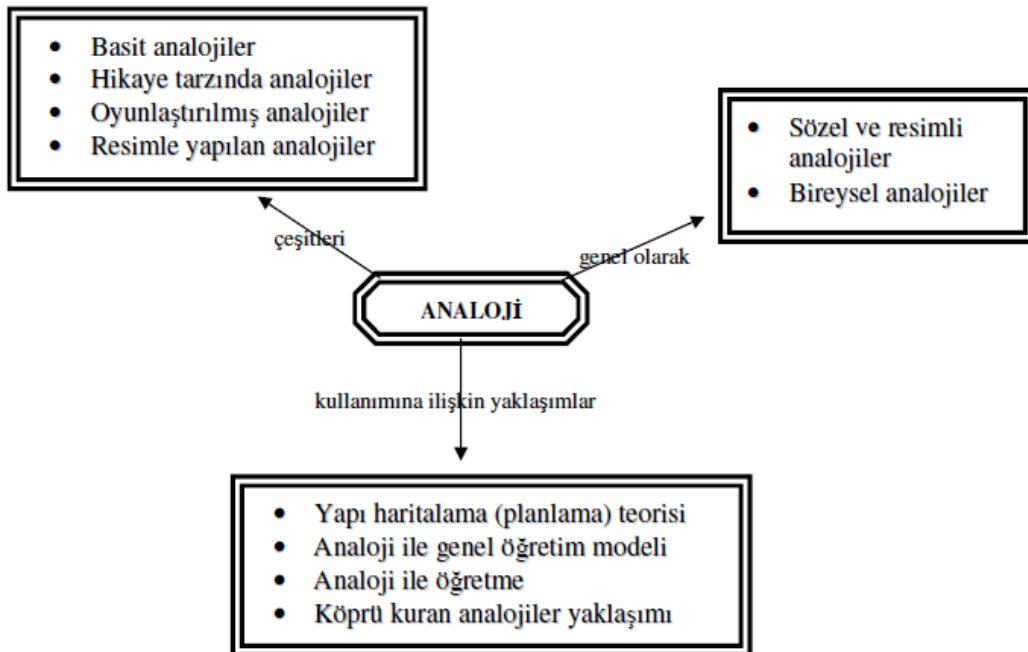 • Basit analojiler
• Hikaye tarzında analojiler
• Oyunlaştırılmış analojiler
• Resimle yapılan analojiler
• Sözel ve resimli
analojiler
• Bireysel analojiler
çeşitleri
genel olarak
ANALOJİ
kullanımına ilişkin yaklaşımlar
• Yapı haritalama (planlama) teorisi
• Analoji ile genel öğretim modeli
• Analoji ile öğretme
• Köprü kuran analojiler yaklaşımı